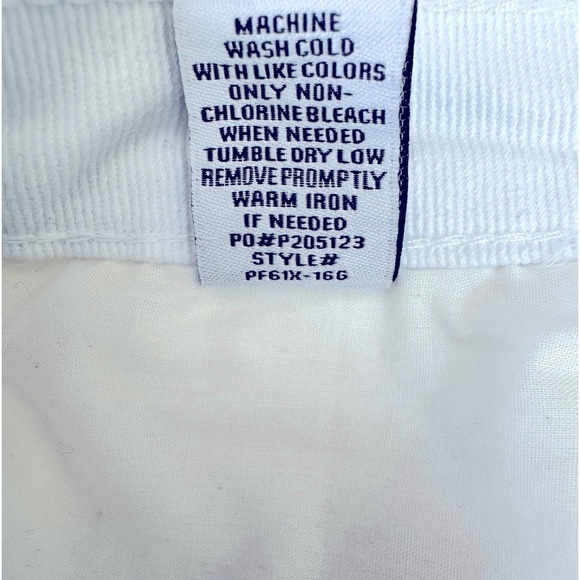 MACHINE
WASH COLD
WITH LIKE COLORS
ONLY NON-
CHLORINE BLEACH
WHEN NEEDED
TUMBLE DRY LOW
REMOVE PROMPTLY
WARM IRON
IF NEEDED
PO#P205123
STYLE#
PF61X-16G